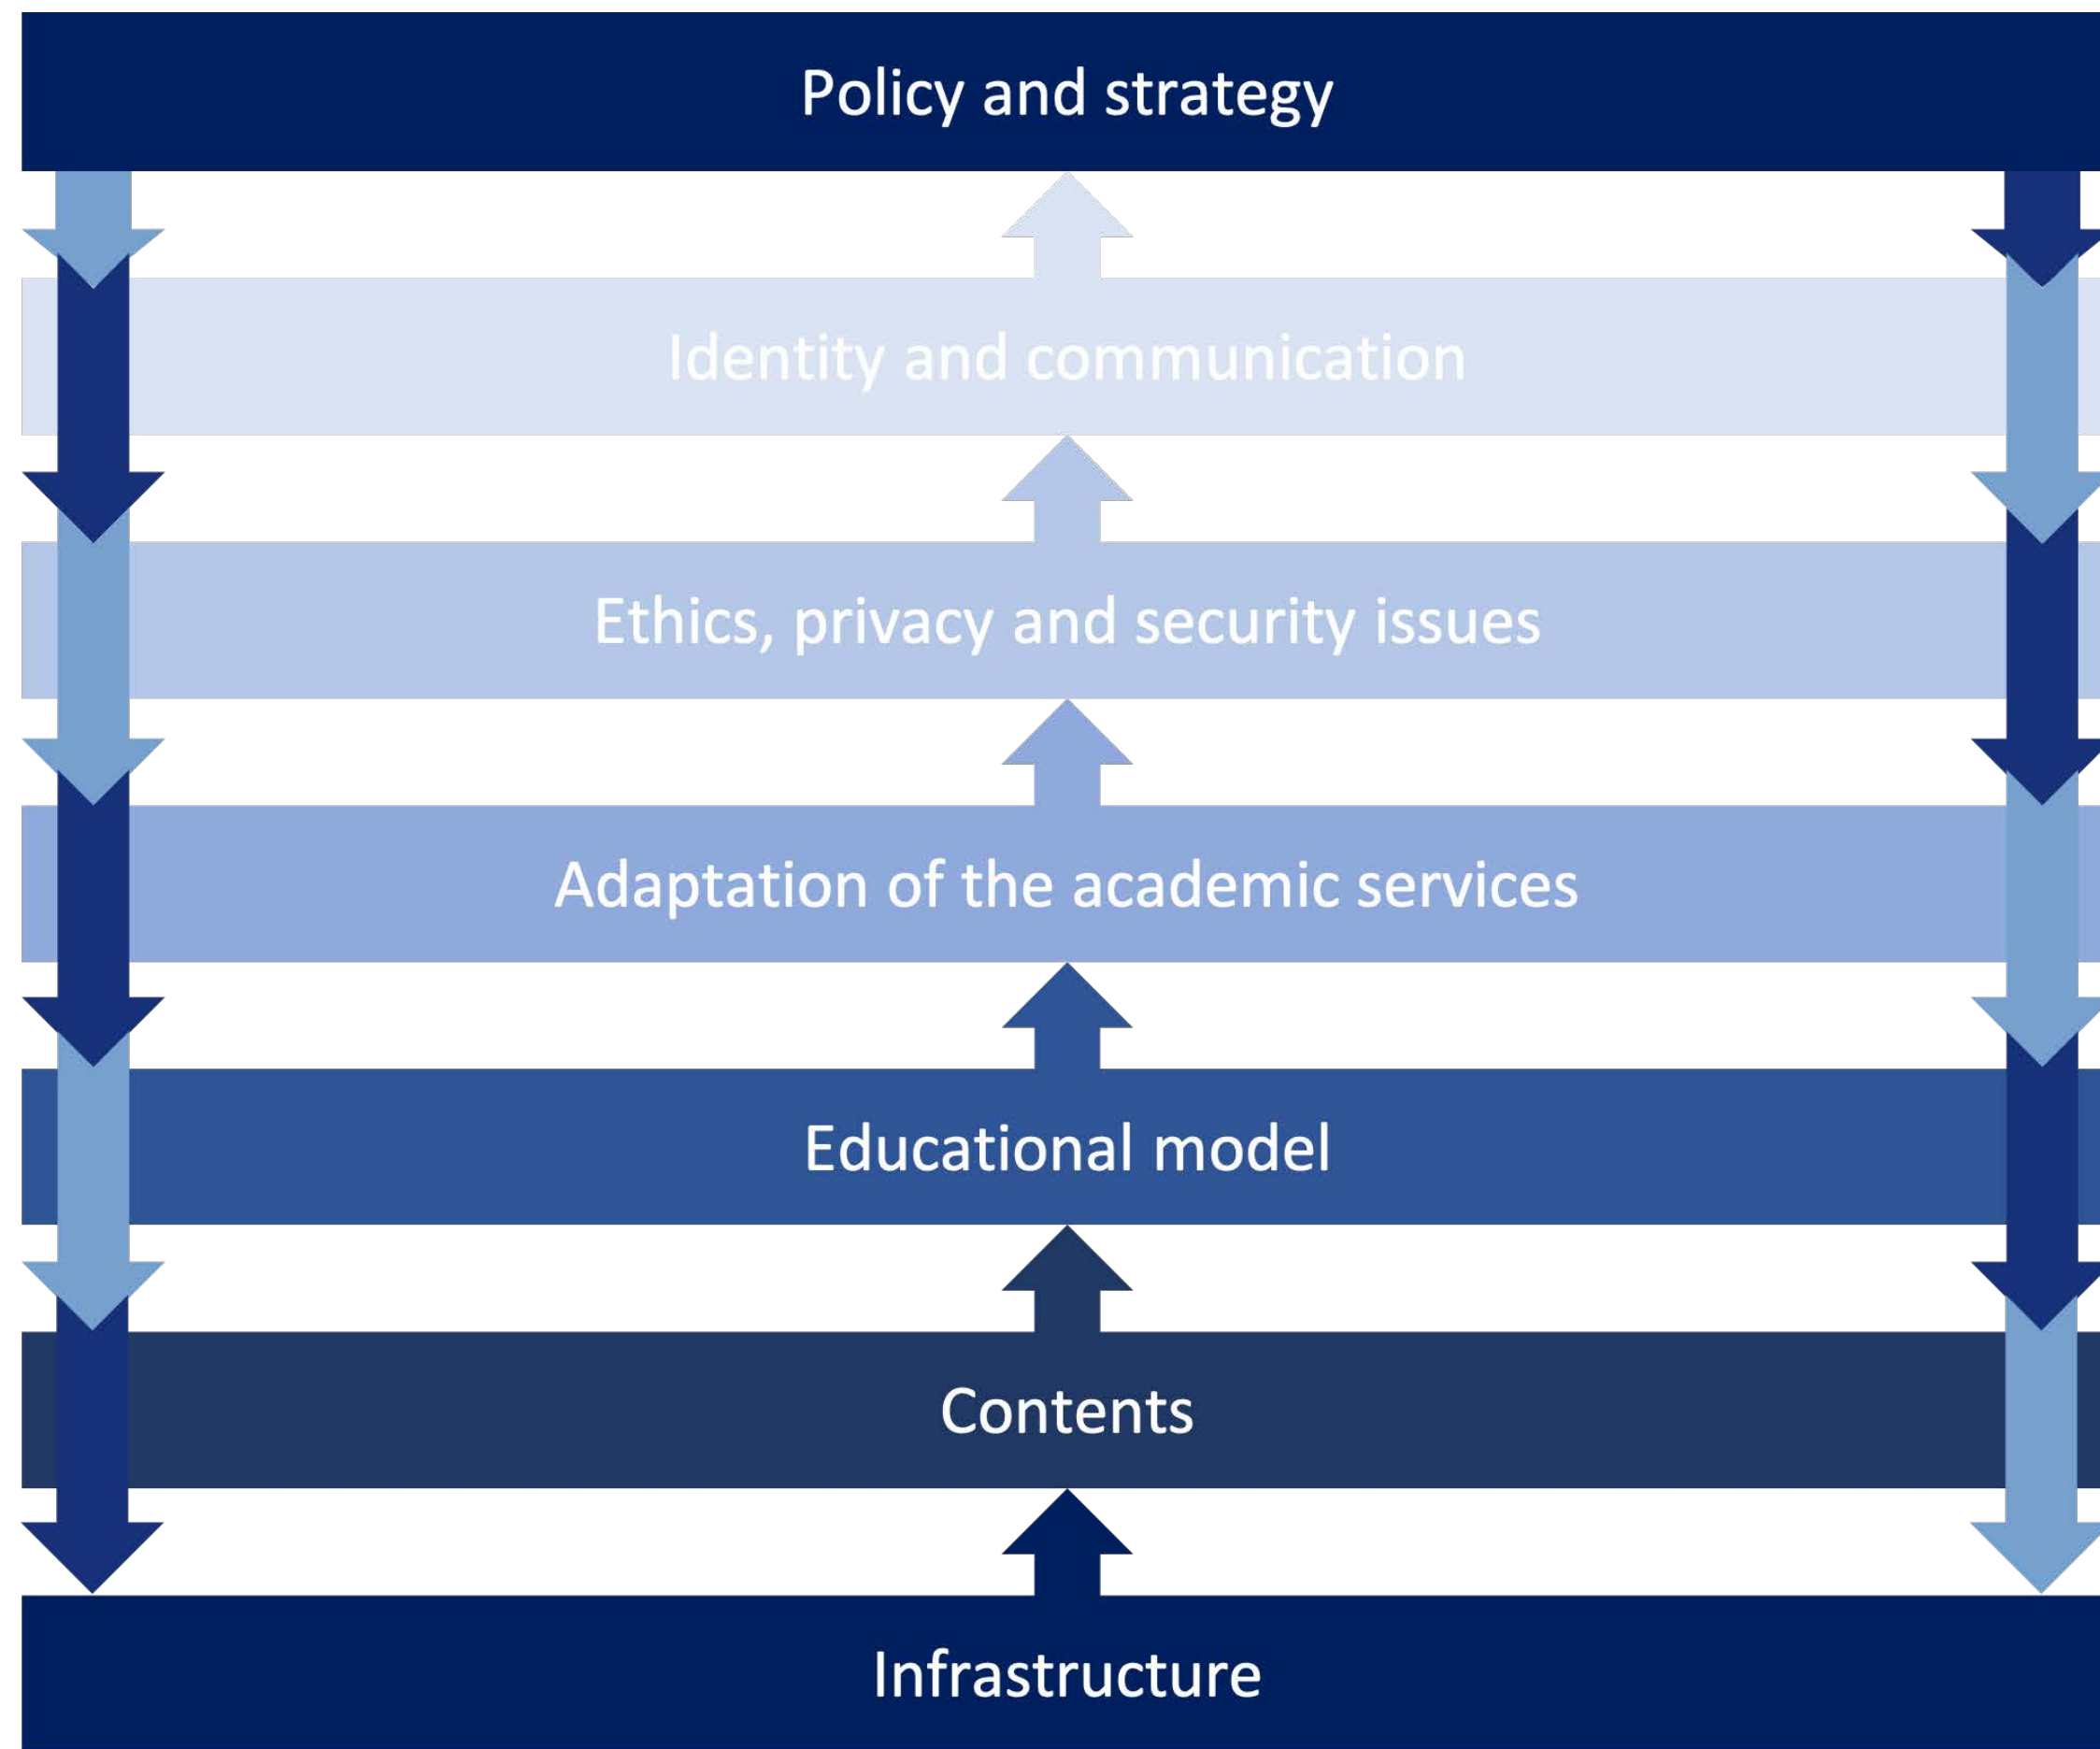 Policy and strategy
Identity and communication
Ethics, privacy and security issues
Adaptation of the academic services
Educational model
Contents
Infrastructure